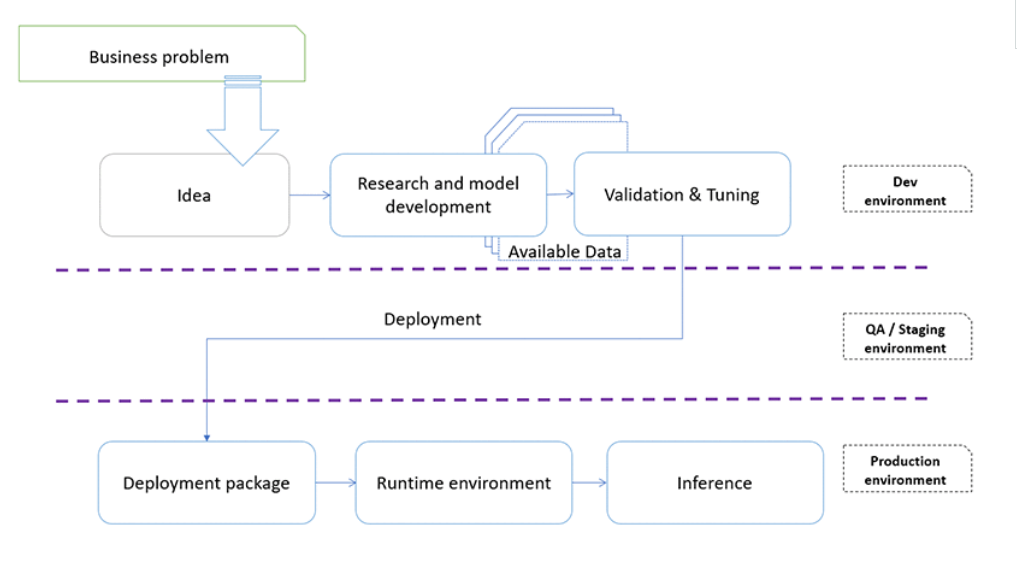 Business problem
Idea
Research and model
development
Validation & Tuning
Available Data
Dev
environment
Deployment
QA / Staging
environment
Deployment package
Runtime environment
Inference
Production
environment